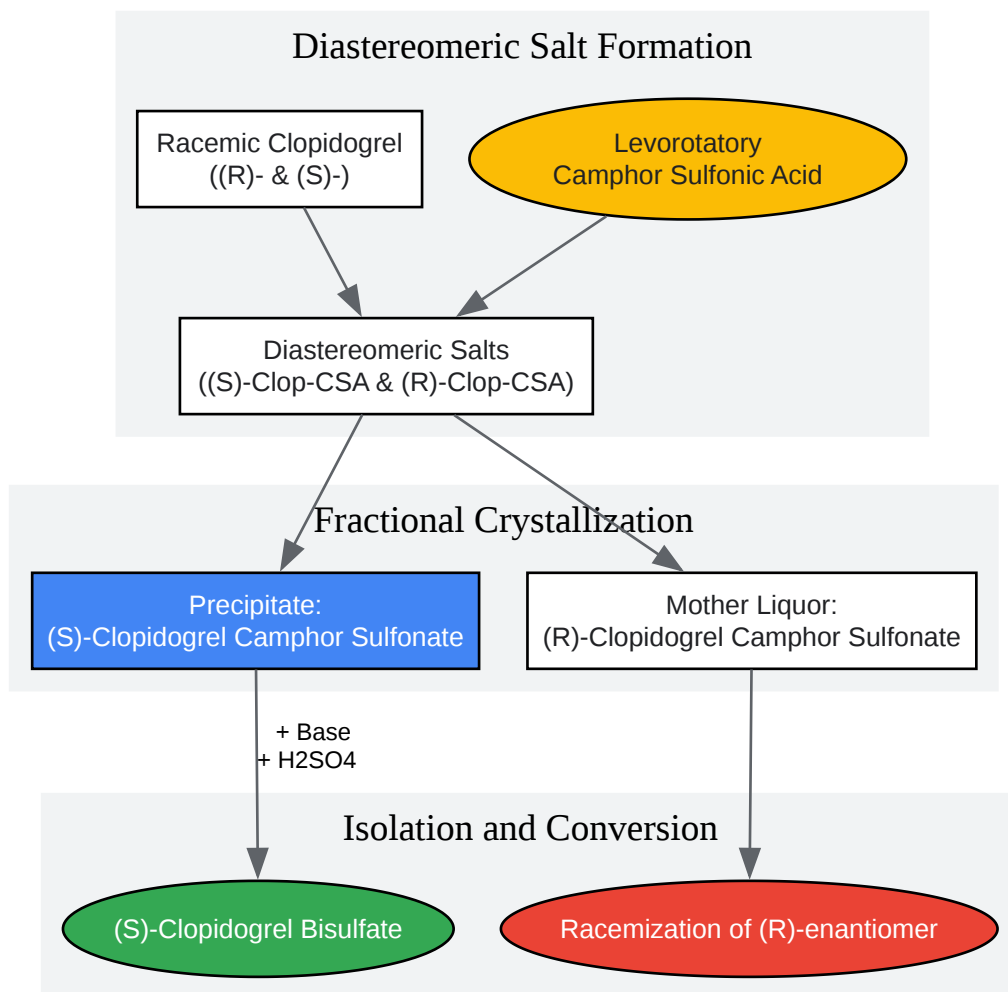 Diastereomeric Salt Formation
Racemic Clopidogrel
((R)- & (S)-)
Levorotatory
Camphor Sulfonic Acid
Diastereomeric Salts
((S)-Clop-CSA & (R)-Clop-CSA)
Fractional Crystallization
Precipitate:
(S)-Clopidogrel Camphor Sulfonate
Mother Liquor:
(R)-Clopidogrel Camphor Sulfonate
+ Base
+ H2SO4
Isolation and Conversion
(S)-Clopidogrel Bisulfate
Racemization of (R)-enantiomer